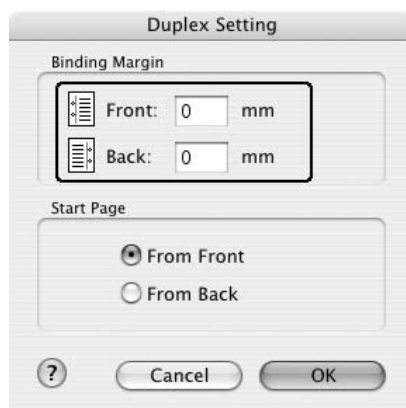 Duplex Setting
Binding Margin
Front: 0 mm
Back: 0 mm
Start Page
From Front
From Back
? Cancel OK